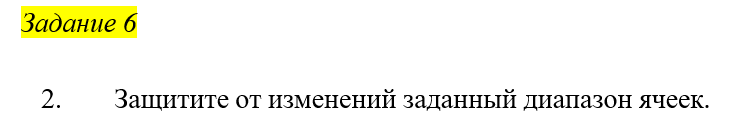 Задание 6
2. Защитите от изменений заданный диапазон ячеек.